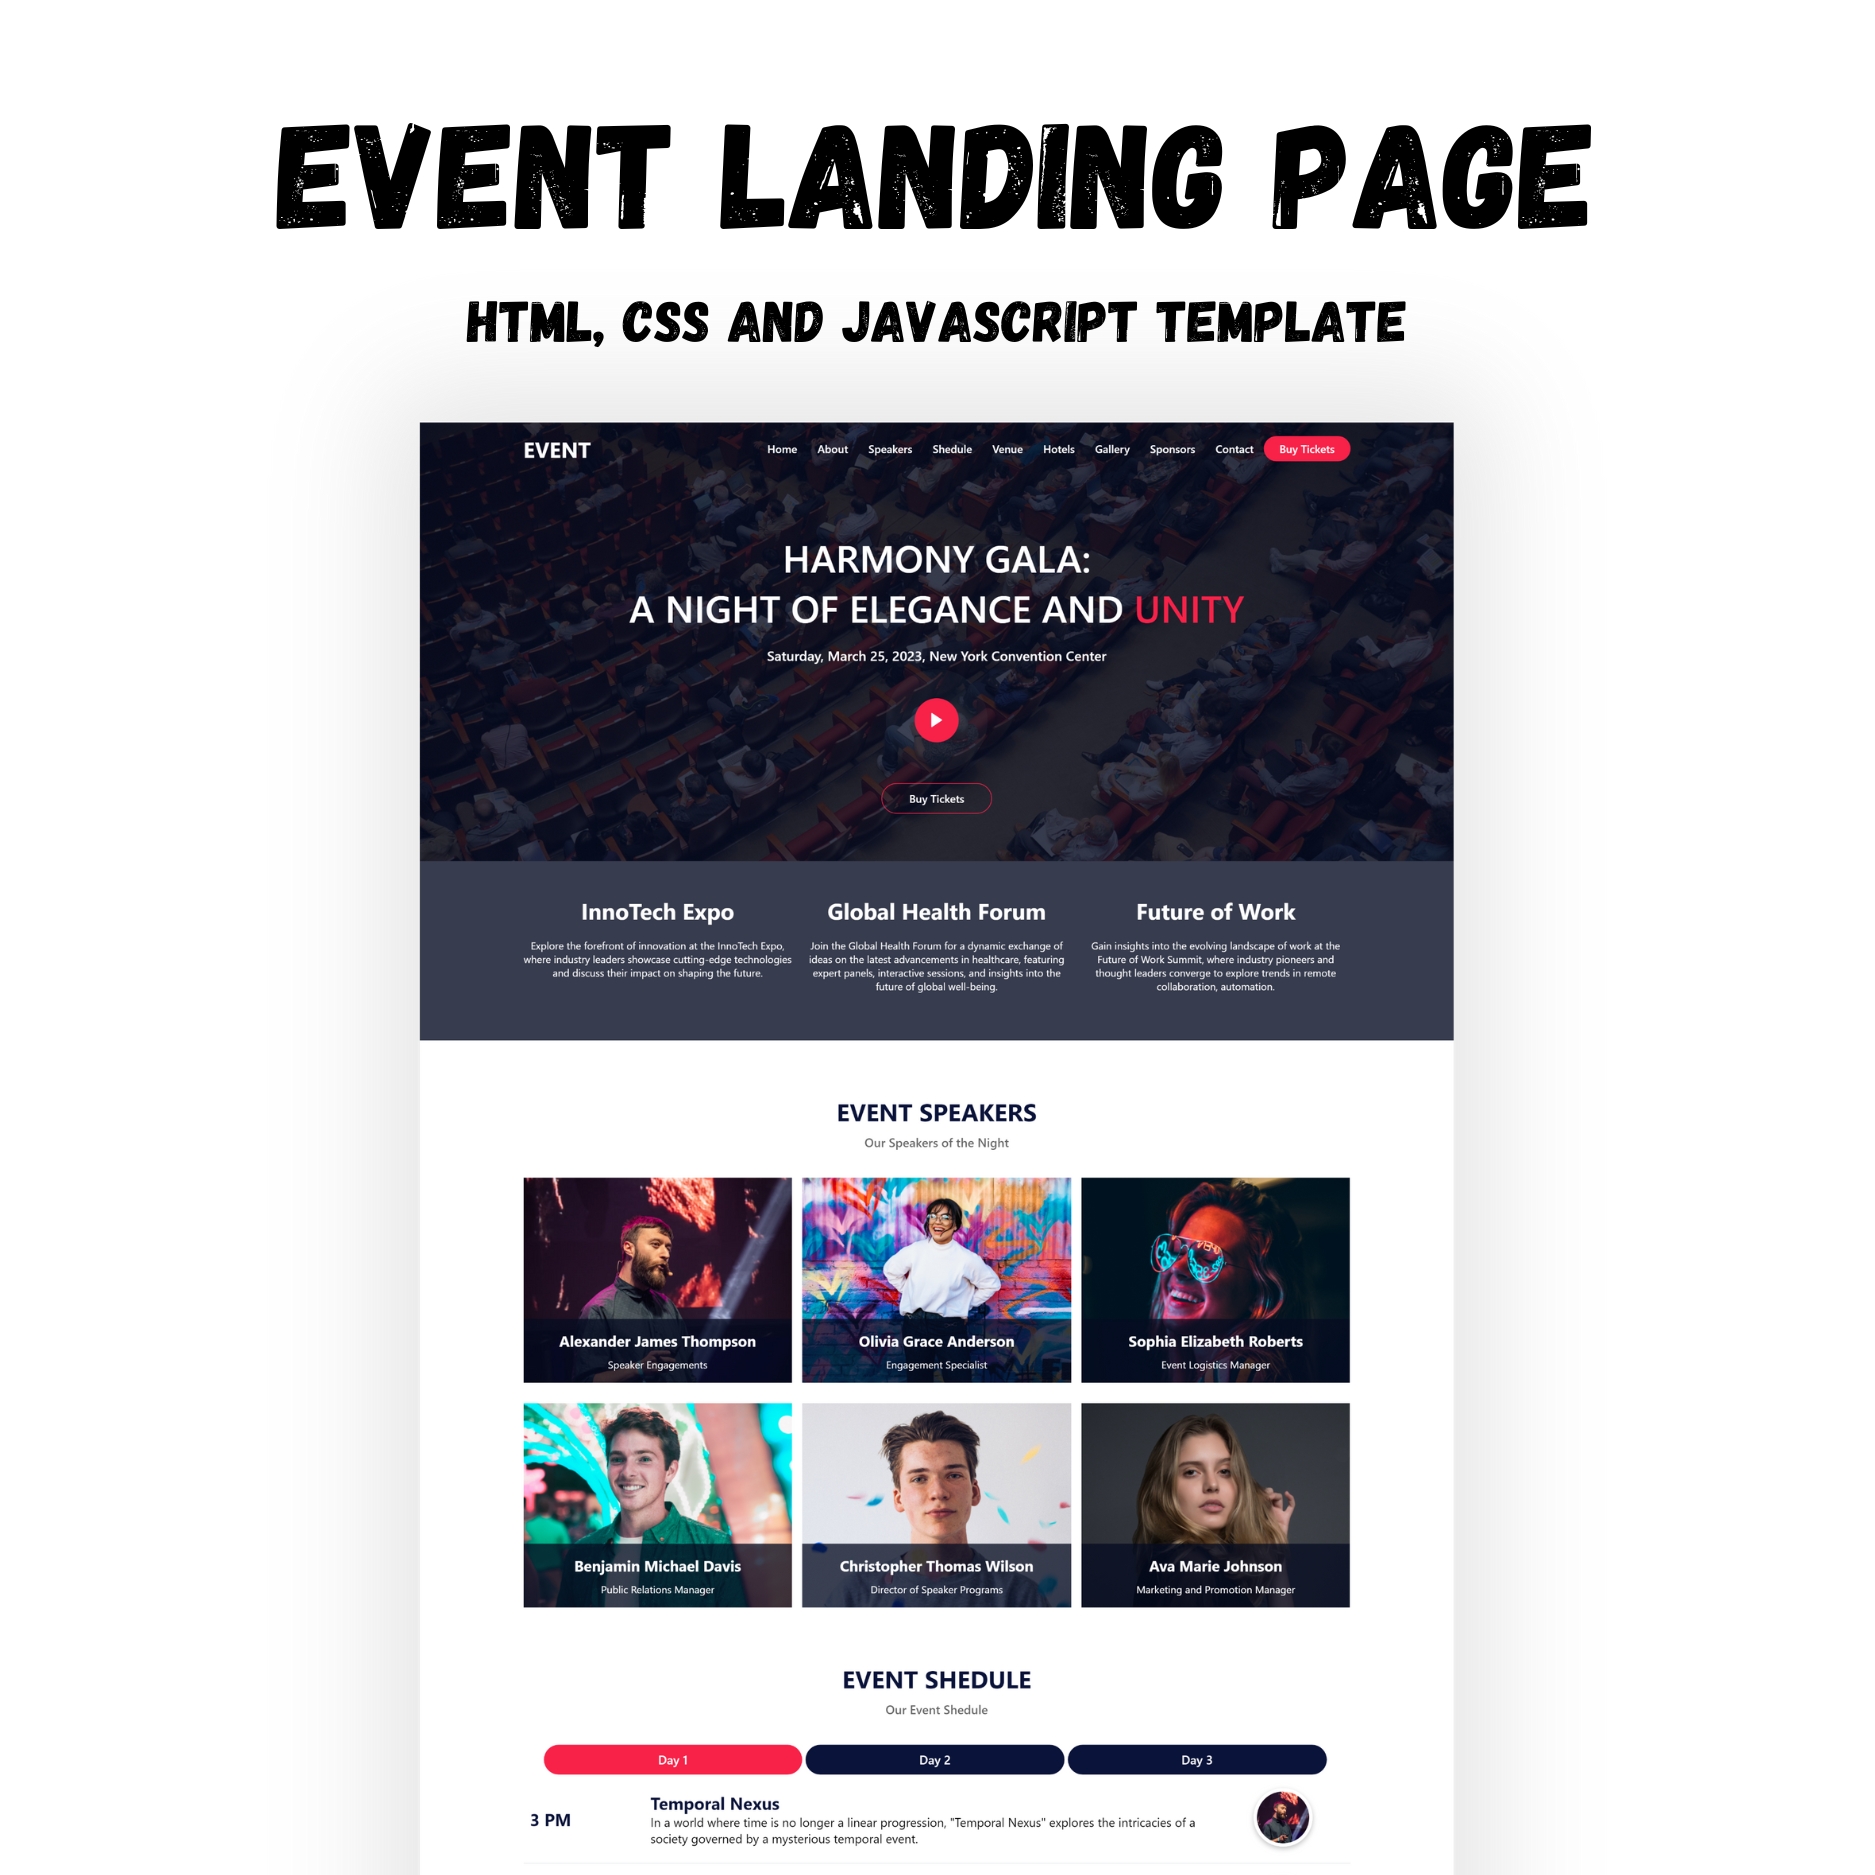 EVENT LANDING PAGE
HTML, CSS AND JAVASCRIPT TEMPLATE
EVENT
Home About Speakers Shedule Venue Hotels Gallery Sponsors Contact Buy Tickets
HARMONY GALA:
A NIGHT OF ELEGANCE AND UNITY
Saturday, March 25, 2023, New York Convention Center
Buy Tickets
InnoTech Expo
Explore the forefront of innovation at the InnoTech Expo,
where industry leaders showcase cutting-edge technologies
and discuss their impact on shaping the future.
Global Health Forum
Join the Global Health Forum for a dynamic exchange of
ideas on the latest advancements in healthcare, featuring
expert panels, interactive sessions, and insights into the
future of global well-being.
Future of Work
Gain insights into the evolving landscape of work at the
Future of Work Summit, where industry pioneers and
thought leaders converge to explore trends in remote
collaboration, automation.
EVENT SPEAKERS
Our Speakers of the Night
Alexander James Thompson
Speaker Engagements
Olivia Grace Anderson
Engagement Specialist
Sophia Elizabeth Roberts
Event Logistics Manager
Benjamin Michael Davis
Public Relations Manager
Christopher Thomas Wilson
Director of Speaker Programs
Ava Marie Johnson
Marketing and Promotion Manager
EVENT SHEDULE
Our Event Shedule
Day 1 Day 2 Day 3
3 PM
Temporal Nexus
In a world where time is no longer a linear progression, "Temporal Nexus" explores the intricacies of a
society governed by a mysterious temporal event.